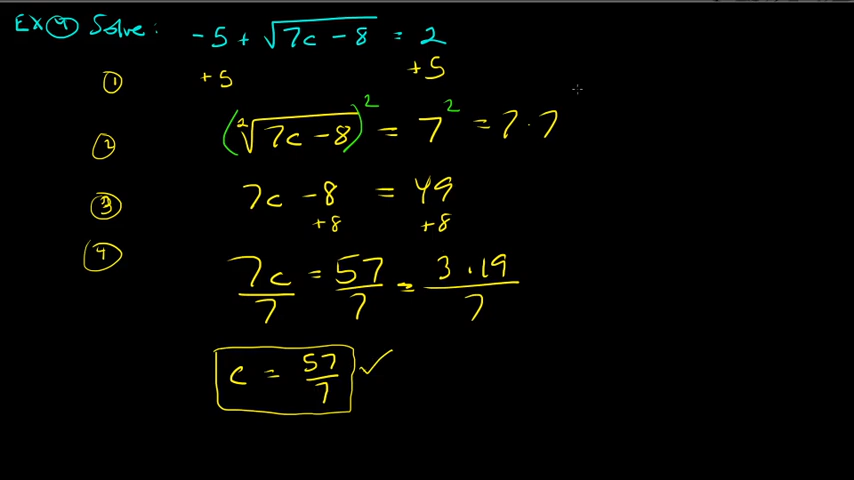 EX 4 Solve: -5 + √7c - 8 = 2
① +5 +5
② (²√7c - 8)² = 7² = 7 · 7
③ 7c - 8 = 49
+8 +8
④ 7c/7 = 57/7 = 3 · 19/7
c = 57/7 ✓